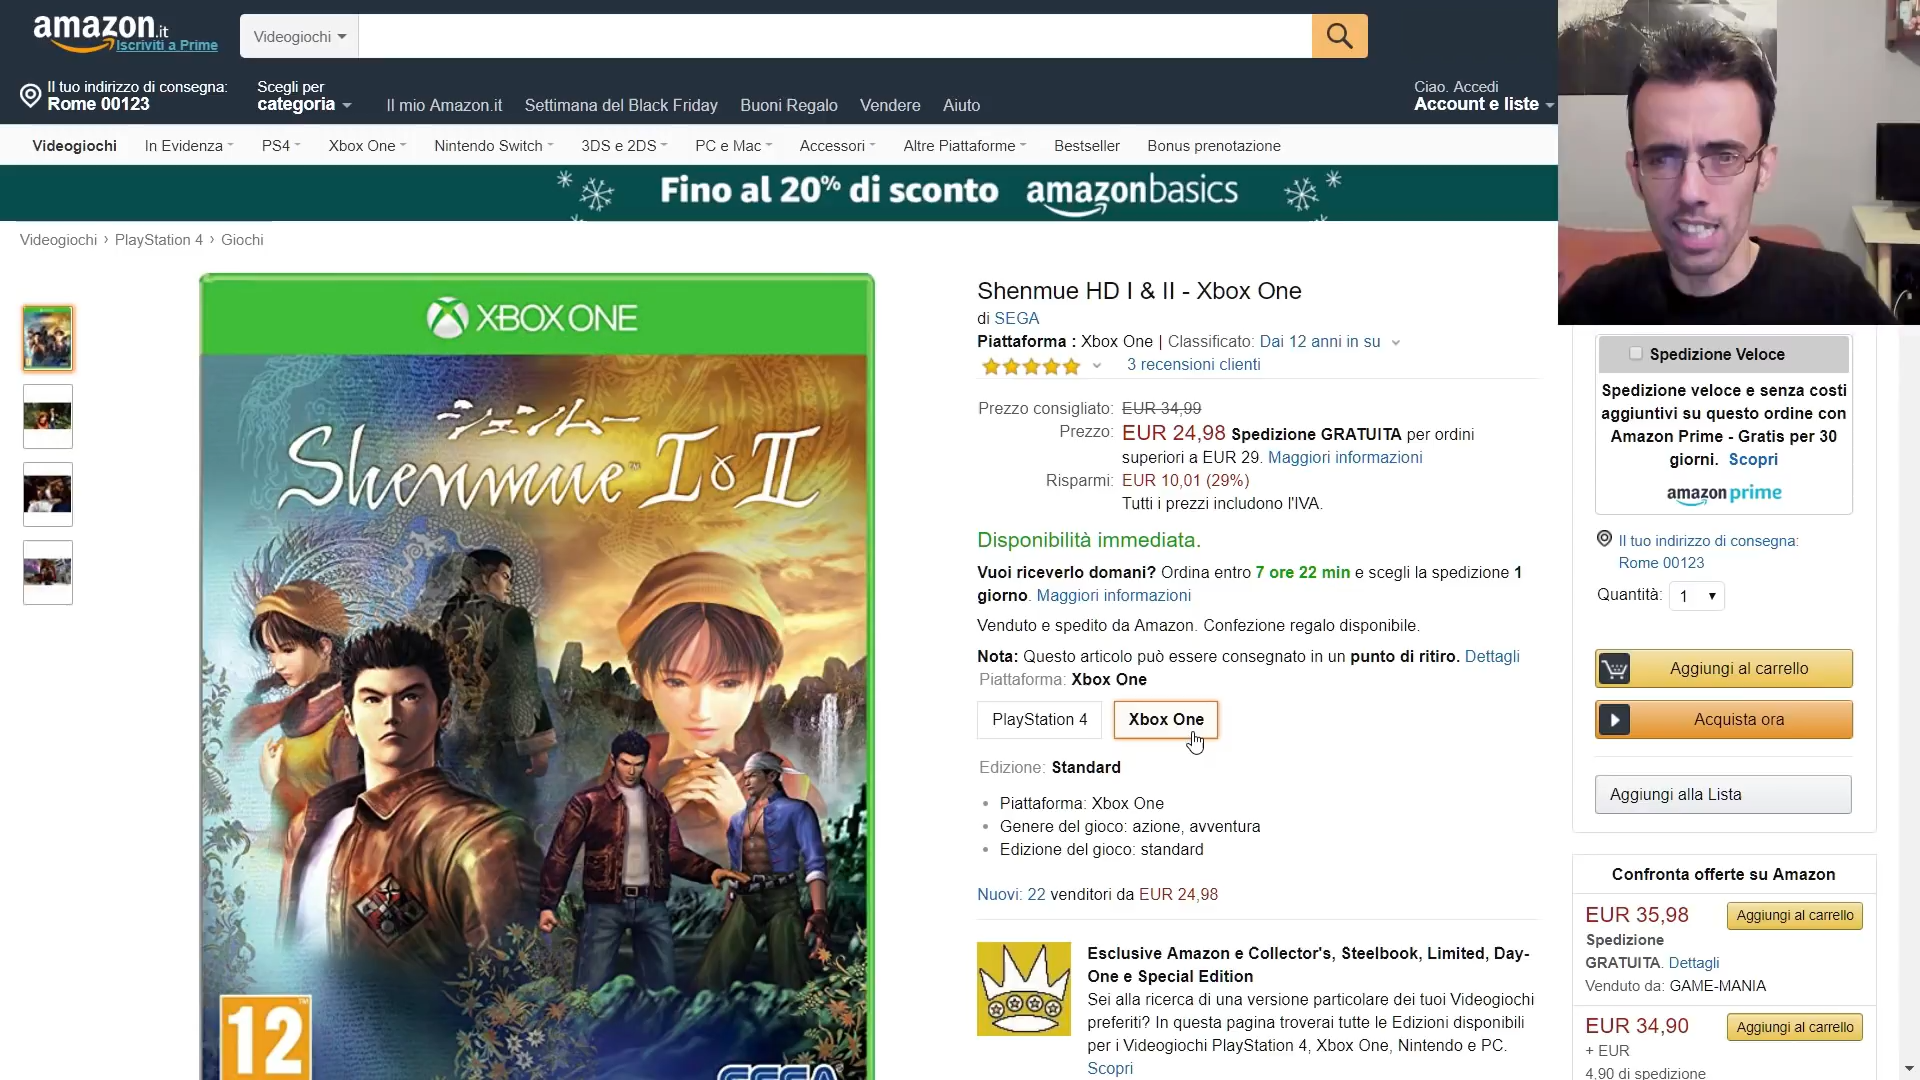 amazon.it
Iscriviti a Prime
Videogiochi
Il tuo indirizzo di consegna:
Rome 00123
Scegli per
categoria
Il mio Amazon.it
Settimana del Black Friday
Buoni Regalo
Vendere
Aiuto
Ciao. Accedi
Account e liste
Videogiochi
In Evidenza
PS4
Xbox One
Nintendo Switch
3DS e 2DS
PC e Mac
Accessori
Altre Piattaforme
Bestseller
Bonus prenotazione
Fino al 20% di sconto amazonbasics
Videogiochi › PlayStation 4 › Giochi
XBOX ONE
シェンムー
Shenmue™ I & II
12
SEGA
Shenmue HD I & II - Xbox One
di SEGA
Piattaforma : Xbox One | Classificato: Dai 12 anni in su
3 recensioni clienti
Prezzo consigliato: EUR 34,99
Prezzo: EUR 24,98 Spedizione GRATUITA per ordini
superiori a EUR 29. Maggiori informazioni
Risparmi: EUR 10,01 (29%)
Tutti i prezzi includono l'IVA.
Disponibilità immediata.
Vuoi riceverlo domani? Ordina entro 7 ore 22 min e scegli la spedizione 1
giorno. Maggiori informazioni
Venduto e spedito da Amazon. Confezione regalo disponibile.
Nota: Questo articolo può essere consegnato in un punto di ritiro. Dettagli
Piattaforma: Xbox One
PlayStation 4
Xbox One
Edizione: Standard
• Piattaforma: Xbox One
• Genere del gioco: azione, avventura
• Edizione del gioco: standard
Nuovi: 22 venditori da EUR 24,98
Esclusive Amazon e Collector's, Steelbook, Limited, Day-
One e Special Edition
Sei alla ricerca di una versione particolare dei tuoi Videogiochi
preferiti? In questa pagina troverai tutte le Edizioni disponibili
per i Videogiochi PlayStation 4, Xbox One, Nintendo e PC.
Scopri
Spedizione Veloce
Spedizione veloce e senza costi
aggiuntivi su questo ordine con
Amazon Prime - Gratis per 30
giorni. Scopri
amazon prime
Il tuo indirizzo di consegna:
Rome 00123
Quantità: 1
Aggiungi al carrello
Acquista ora
Aggiungi alla Lista
Confronta offerte su Amazon
EUR 35,98
Aggiungi al carrello
Spedizione
GRATUITA. Dettagli
Venduto da: GAME-MANIA
EUR 34,90
Aggiungi al carrello
+ EUR
4,90 di spedizione